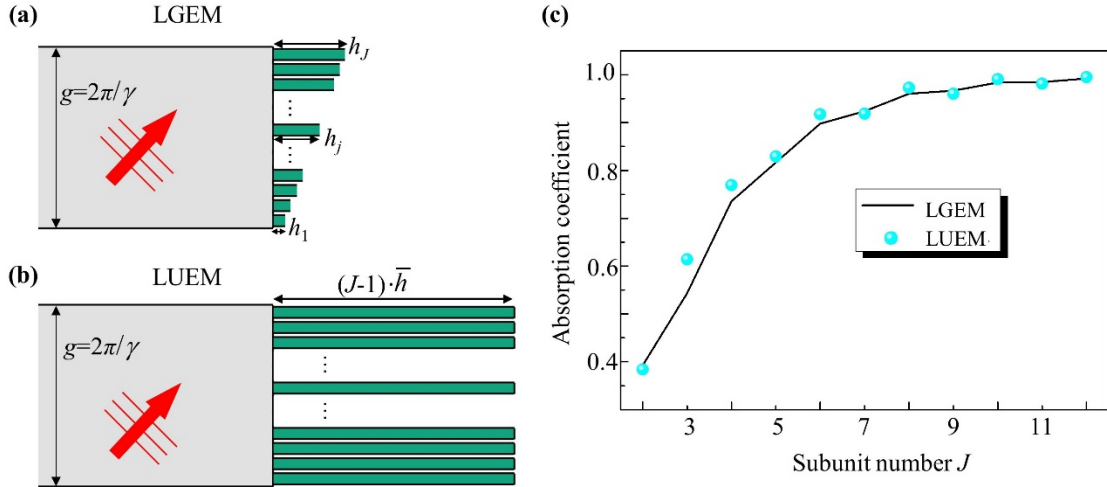 (a)
LGEM
g=2π/γ
h_J
⋮
h_j
⋮
h_1
(b)
LUEM
(J-1)·h̅
g=2π/γ
⋮
⋮
⋮
⋮
(c)
Absorption coefficient
1.0
0.8
0.6
0.4
LGEM
LUEM
3 5 7 9 11
Subunit number J